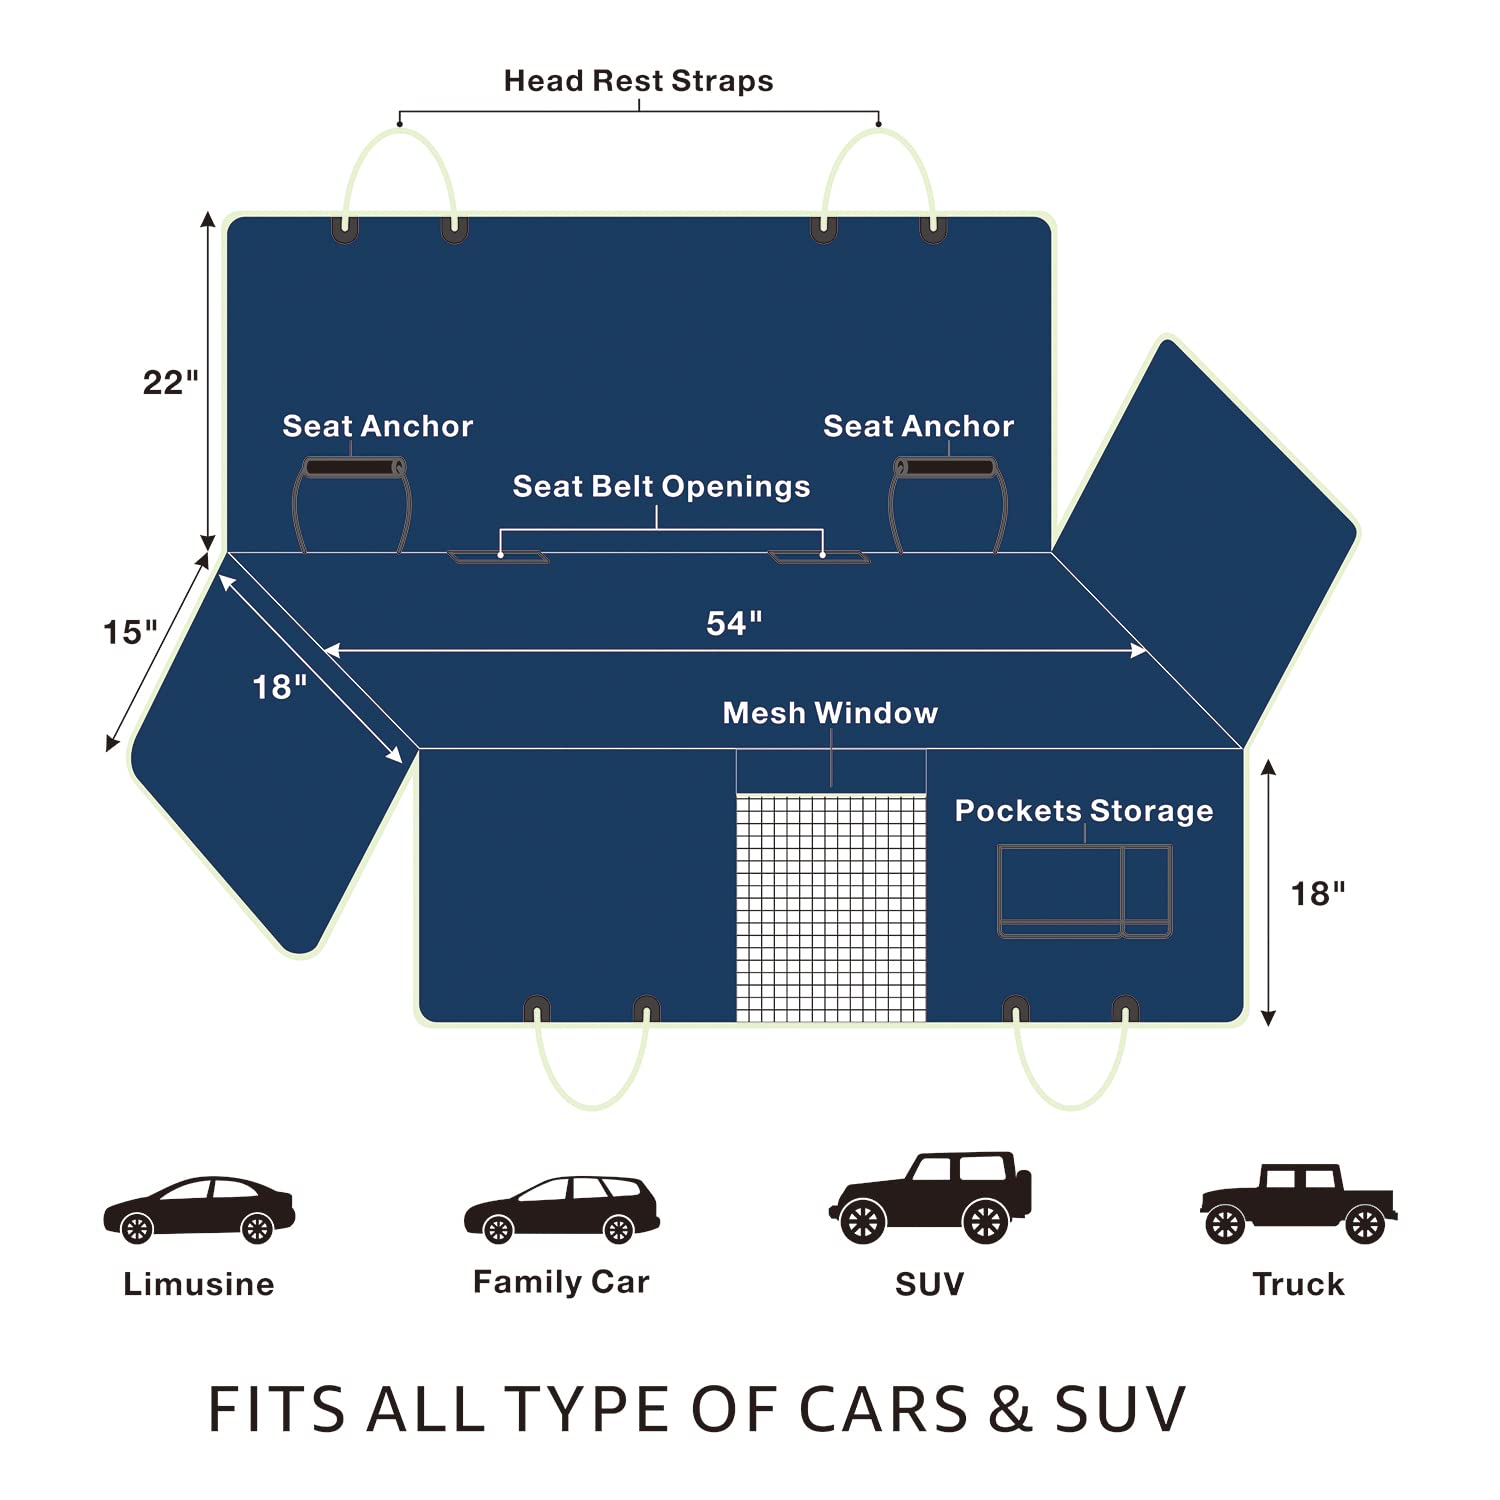 Head Rest Straps
22"
Seat Anchor
Seat Anchor
Seat Belt Openings
15"
54"
18"
Mesh Window
Pockets Storage
18"
Limusine
Family Car
SUV
Truck
FITS ALL TYPE OF CARS & SUV